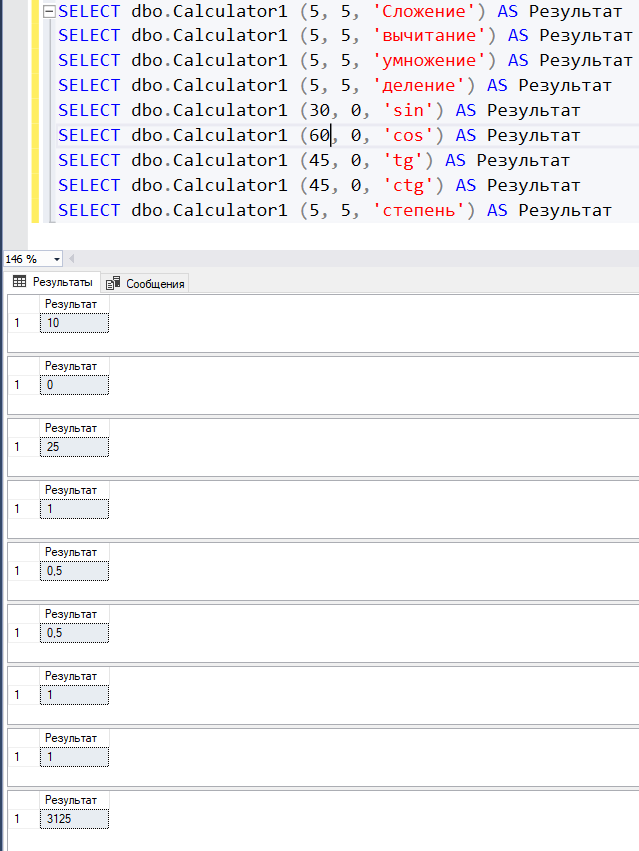 SELECT dbo.Calculator1 (5, 5, 'Сложение') AS Результат
SELECT dbo.Calculator1 (5, 5, 'вычитание') AS Результат
SELECT dbo.Calculator1 (5, 5, 'умножение') AS Результат
SELECT dbo.Calculator1 (5, 5, 'деление') AS Результат
SELECT dbo.Calculator1 (30, 0, 'sin') AS Результат
SELECT dbo.Calculator1 (60, 0, 'cos') AS Результат
SELECT dbo.Calculator1 (45, 0, 'tg') AS Результат
SELECT dbo.Calculator1 (45, 0, 'ctg') AS Результат
SELECT dbo.Calculator1 (5, 5, 'степень') AS Результат
146 %
Результаты Сообщения
Результат
1 10
Результат
1 0
Результат
1 25
Результат
1 1
Результат
1 0,5
Результат
1 0,5
Результат
1 1
Результат
1 1
Результат
1 3125